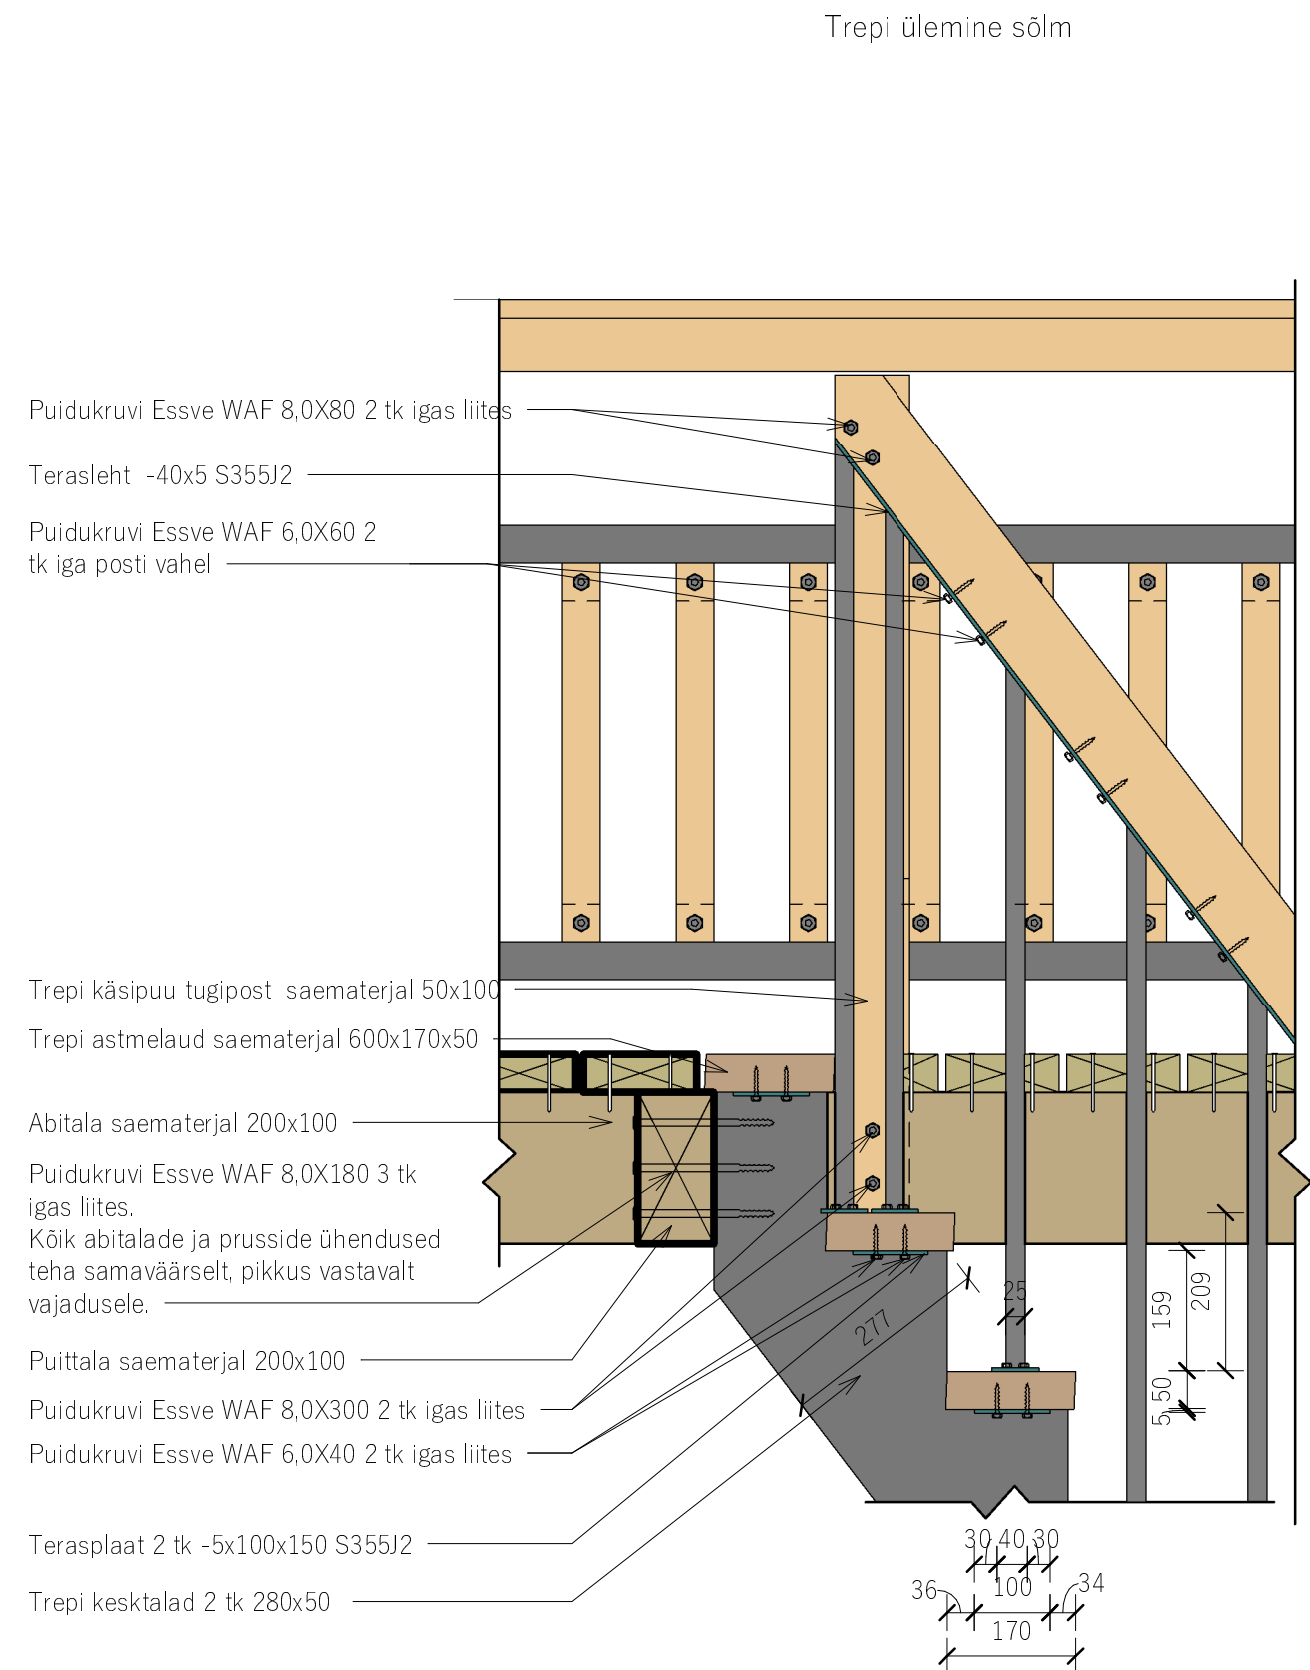 Trepi ülemine sõlm
Puidukruvi Essve WAF 8,0X80 2 tk igas liites
Terasleht -40x5 S355J2
Puidukruvi Essve WAF 6,0X60 2
tk iga posti vahel
Trepi käsipuu tugipost saematerjal 50x100
Trepi astmelaud saematerjal 600x170x50
Abitala saematerjal 200x100
Puidukruvi Essve WAF 8,0X180 3 tk
igas liites.
Kõik abitalade ja prusside ühendused
teha samaväärselt, pikkus vastavalt
vajadusele.
Puittala saematerjal 200x100
Puidukruvi Essve WAF 8,0X300 2 tk igas liites
Puidukruvi Essve WAF 6,0X40 2 tk igas liites
Terasplaat 2 tk -5x100x150 S355J2
Trepi kesktalad 2 tk 280x50
25
277
159
209
50
5
30 40 30
36 100 34
170